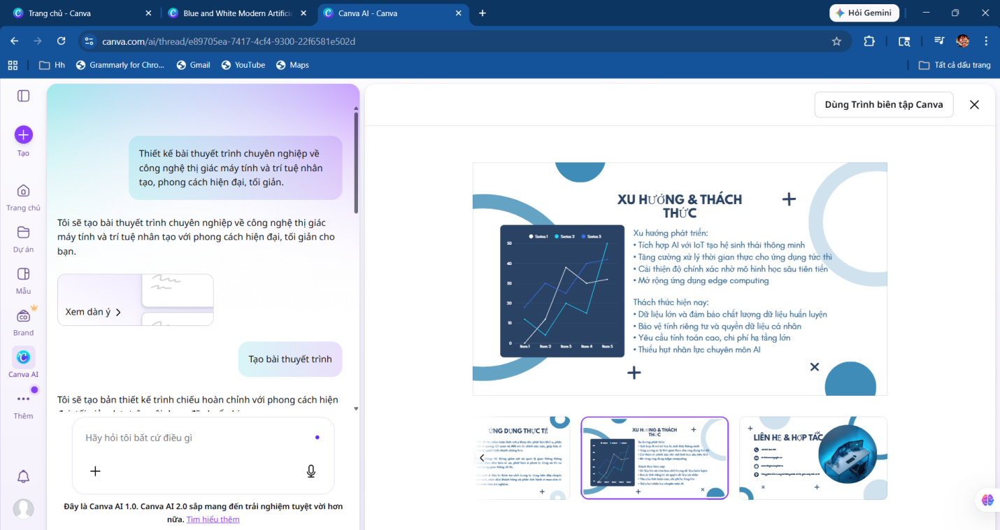 Trang chủ - Canva
Blue and White Modern Artificia
Canva AI - Canva
Hỏi Gemini
canva.com/ai/thread/e89705ea-7417-4cf4-9300-22f6581e502d
Hh
Grammarly for Chro...
Gmail
YouTube
Maps
Tất cả dấu trang
Tạo
Trang chủ
Dự án
Mẫu
Brand
Canva AI
Thêm
Thiết kế bài thuyết trình chuyên nghiệp về
công nghệ thị giác máy tính và trí tuệ nhân
tạo, phong cách hiện đại, tối giản.
Tôi sẽ tạo bài thuyết trình chuyên nghiệp về công nghệ thị giác
máy tính và trí tuệ nhân tạo với phong cách hiện đại, tối giản cho
bạn.
Xem dàn ý
Tạo bài thuyết trình
Tôi sẽ tạo bản thiết kế trình chiếu hoàn chỉnh với phong cách hiện
Hãy hỏi tôi bất cứ điều gì
Đây là Canva AI 1.0. Canva AI 2.0 sắp mang đến trải nghiệm tuyệt vời hơn
nữa. Tìm hiểu thêm
Dùng Trình biên tập Canva
XU HƯỚNG & THÁCH
THỨC
Series 1 Series 2 Series 3
50
40
30
20
10
0
Item 1 Item 2 Item 3 Item 4 Item 5
Xu hướng phát triển:
• Tích hợp AI với IoT tạo hệ sinh thái thông minh
• Tăng cường xử lý thời gian thực cho ứng dụng tức thì
• Cải thiện độ chính xác nhờ mô hình học sâu tiên tiến
• Mở rộng ứng dụng edge computing
Thách thức hiện nay:
• Dữ liệu lớn và đảm bảo chất lượng dữ liệu huấn luyện
• Bảo vệ tính riêng tư và quyền dữ liệu cá nhân
• Yêu cầu tính toán cao, chi phí hạ tầng lớn
• Thiếu hụt nhân lực chuyên môn AI
ỨNG DỤNG THỰC TẾ
XU HƯỚNG & THÁCH
THỨC
LIÊN HỆ & HỢP TÁC